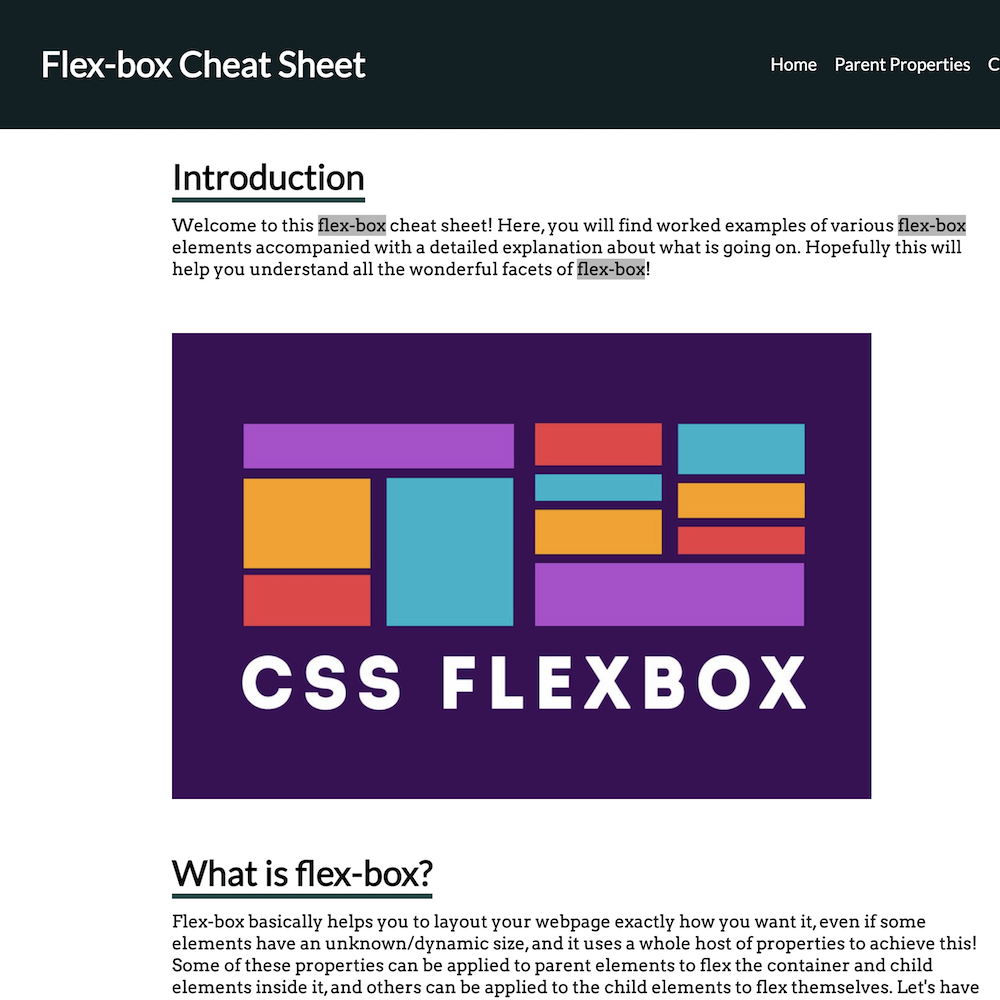 Flex-box Cheat Sheet
Home Parent Properties C
Introduction
Welcome to this flex-box cheat sheet! Here, you will find worked examples of various flex-box
elements accompanied with a detailed explanation about what is going on. Hopefully this will
help you understand all the wonderful facets of flex-box!
CSS FLEXBOX
What is flex-box?
Flex-box basically helps you to layout your webpage exactly how you want it, even if some
elements have an unknown/dynamic size, and it uses a whole host of properties to achieve this!
Some of these properties can be applied to parent elements to flex the container and child
elements inside it, and others can be applied to the child elements to flex themselves. Let's have